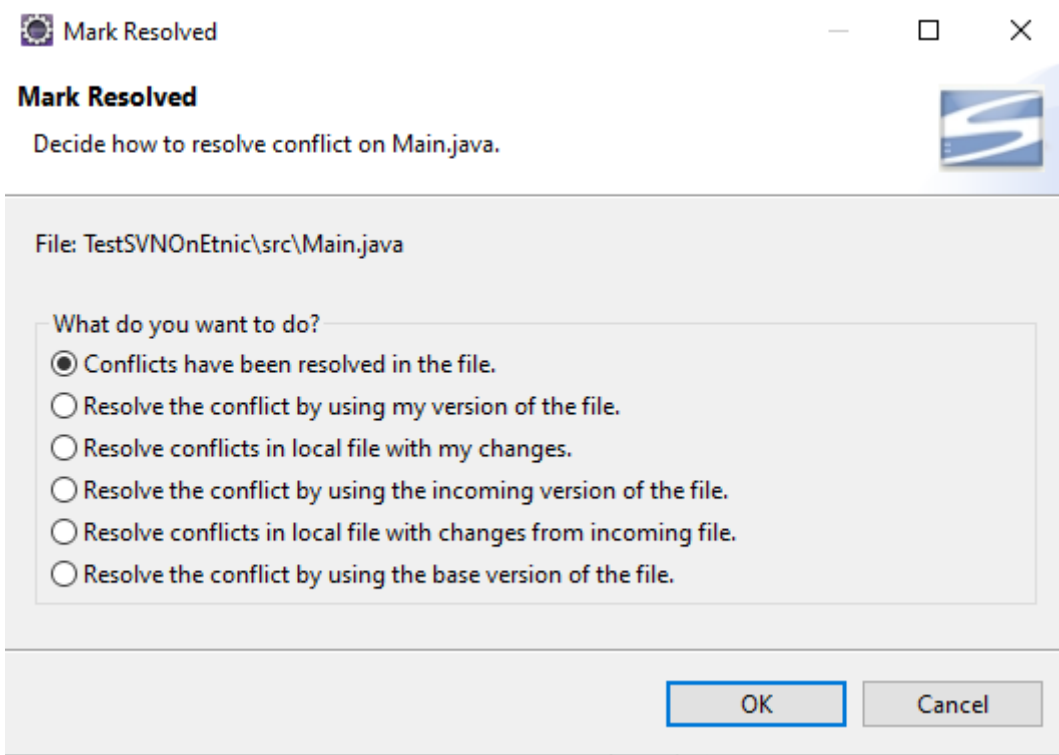 Mark Resolved
Mark Resolved
Decide how to resolve conflict on Main.java.
File: TestSVNOnEtnic\src\Main.java
What do you want to do?
Conflicts have been resolved in the file.
Resolve the conflict by using my version of the file.
Resolve conflicts in local file with my changes.
Resolve the conflict by using the incoming version of the file.
Resolve conflicts in local file with changes from incoming file.
Resolve the conflict by using the base version of the file.
OK
Cancel